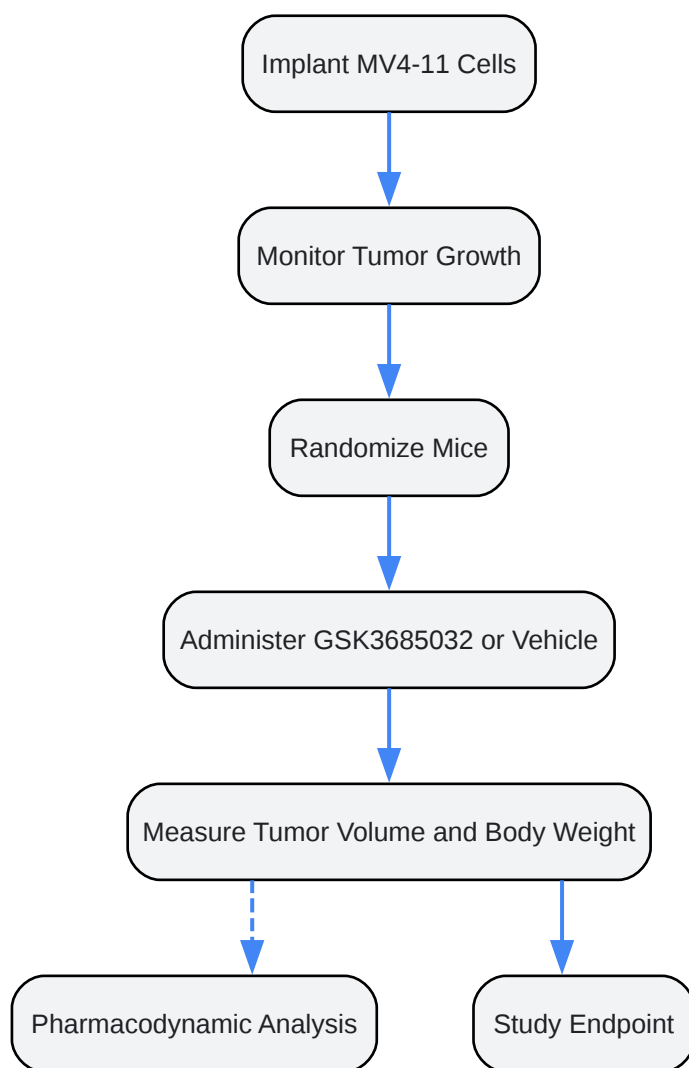 Implant MV4-11 Cells
Monitor Tumor Growth
Randomize Mice
Administer GSK3685032 or Vehicle
Measure Tumor Volume and Body Weight
Pharmacodynamic Analysis
Study Endpoint